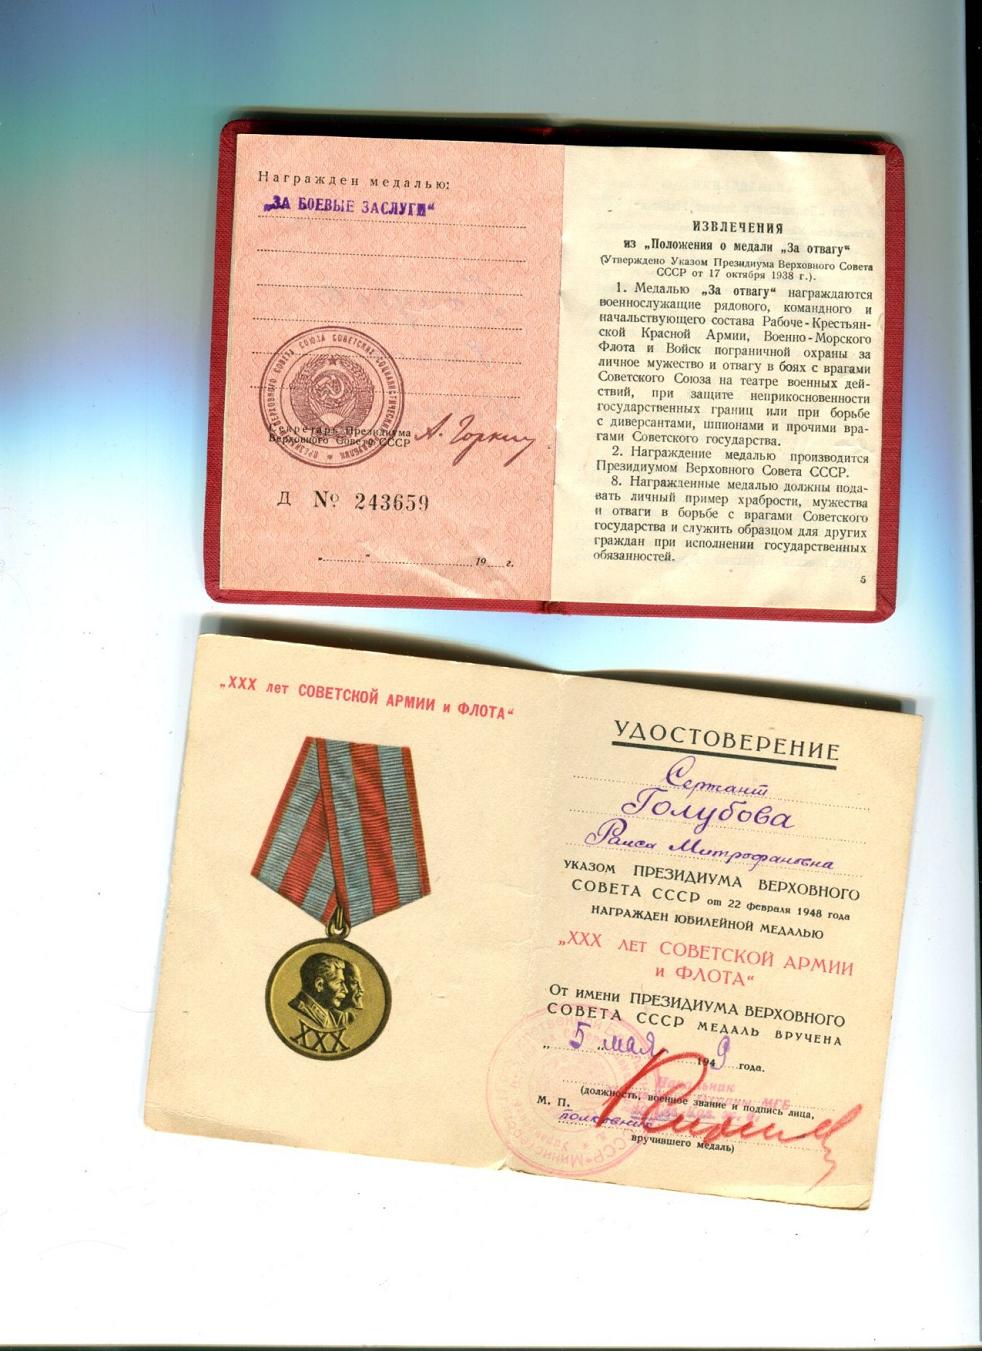 Награжден медалью:
„ЗА БОЕВЫЕ ЗАСЛУГИ“
Секретарь Президиума
Верховного Совета СССР
А. Горкин
Д № 243659
„ “ 19 г.
ИЗВЛЕЧЕНИЯ
из „Положения о медали „За отвагу“
(Утверждено Указом Президиума Верховного Совета
СССР от 17 октября 1938 г.).
1. Медалью „За отвагу“ награждаются
военнослужащие рядового, командного и
начальствующего состава Рабоче-Крестьян-
ской Красной Армии, Военно-Морского
Флота и Войск пограничной охраны за
личное мужество и отвагу в боях с врагами
Советского Союза на театре военных дей-
ствий, при защите неприкосновенности
государственных границ или при борьбе
с диверсантами, шпионами и прочими вра-
гами Советского государства.
2. Награждение медалью производится
Президиумом Верховного Совета СССР.
8. Награжденные медалью должны пода-
вать личный пример храбрости, мужества
и отваги в борьбе с врагами Советского
государства и служить образцом для других
граждан при исполнении государственных
обязанностей.
5
„XXX лет СОВЕТСКОЙ АРМИИ и ФЛОТА“
XXX
УДОСТОВЕРЕНИЕ
Сержант
Голубова
Раиса Митрофановна
УКАЗОМ ПРЕЗИДИУМА ВЕРХОВНОГО
СОВЕТА СССР от 22 февраля 1948 года
НАГРАЖДЕН ЮБИЛЕЙНОЙ МЕДАЛЬЮ
„XXX ЛЕТ СОВЕТСКОЙ АРМИИ
И ФЛОТА“
От имени ПРЕЗИДИУМА ВЕРХОВНОГО
СОВЕТА СССР МЕДАЛЬ ВРУЧЕНА
„ 5 “ мая 1949 года.
Начальник
МГБ
(должность, военное звание и подпись лица,
М. П.
полковник
вручившего медаль)